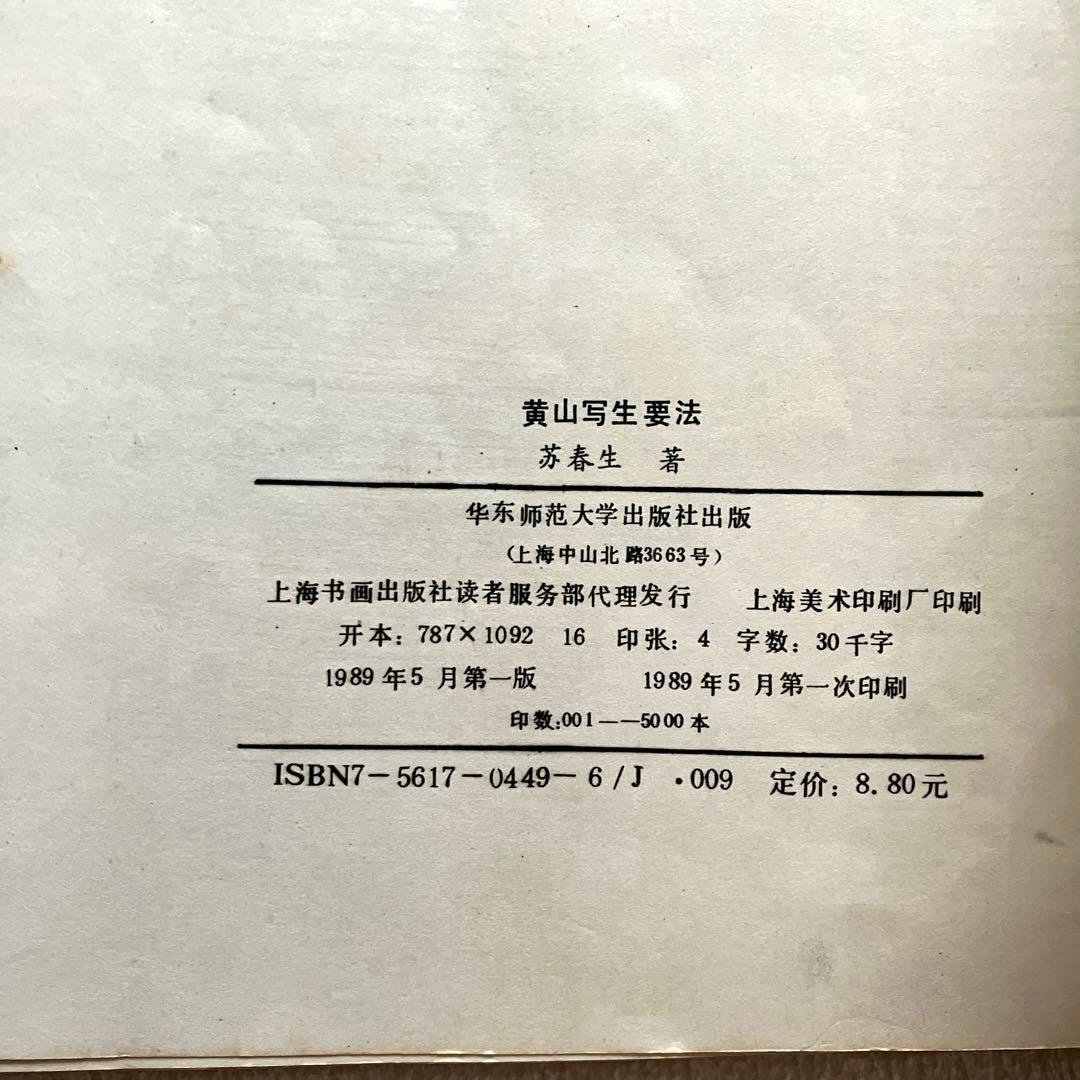 黄山写生要法
苏春生 著
华东师范大学出版社出版
(上海中山北路3663号)
上海书画出版社读者服务部代理发行 上海美术印刷厂印刷
开本：787×1092 16 印张：4 字数：30千字
1989年5月第一版 1989年5月第一次印刷
印数:001——5000本
ISBN7-5617-0449-6/J·009 定价：8.80元